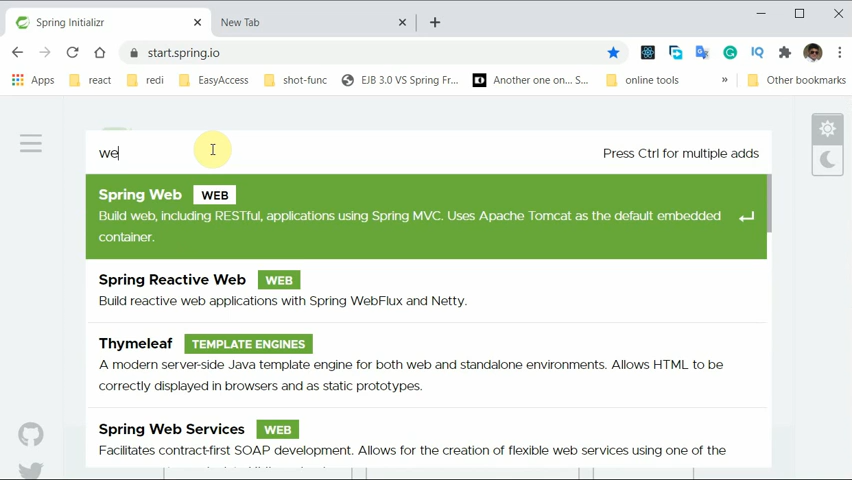 Spring Initializr
New Tab
start.spring.io
Apps
react
redi
EasyAccess
shot-func
EJB 3.0 VS Spring Fr...
Another one on... S...
online tools
»
Other bookmarks
we
Press Ctrl for multiple adds
Spring Web WEB
Build web, including RESTful, applications using Spring MVC. Uses Apache Tomcat as the default embedded
container.
Spring Reactive Web WEB
Build reactive web applications with Spring WebFlux and Netty.
Thymeleaf TEMPLATE ENGINES
A modern server-side Java template engine for both web and standalone environments. Allows HTML to be
correctly displayed in browsers and as static prototypes.
Spring Web Services WEB
Facilitates contract-first SOAP development. Allows for the creation of flexible web services using one of the